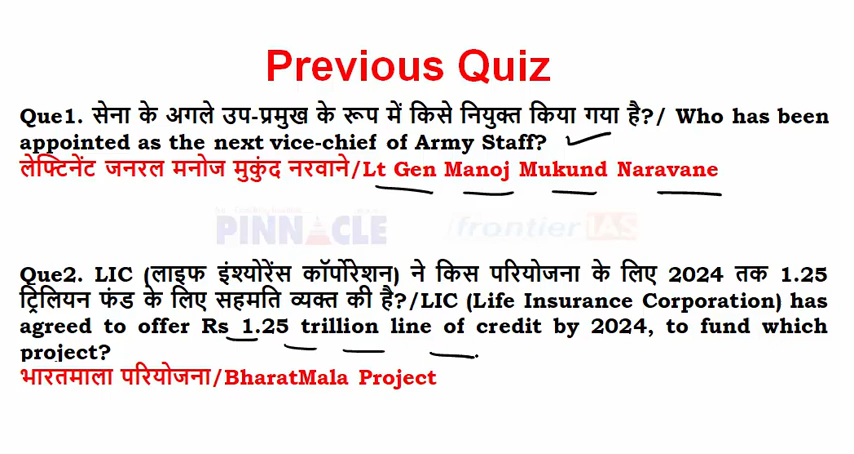 Previous Quiz
Que1. सेना के अगले उप-प्रमुख के रूप में किसे नियुक्त किया गया है?/ Who has been
appointed as the next vice-chief of Army Staff?
लेफ्टिनेंट जनरल मनोज मुकुंद नरवाने/Lt Gen Manoj Mukund Naravane
PINNACLE frontier IAS
Que2. LIC (लाइफ इंश्योरेंस कॉर्पोरेशन) ने किस परियोजना के लिए 2024 तक 1.25
ट्रिलियन फंड के लिए सहमति व्यक्त की है?/LIC (Life Insurance Corporation) has
agreed to offer Rs 1.25 trillion line of credit by 2024, to fund which
project?
भारतमाला परियोजना/BharatMala Project